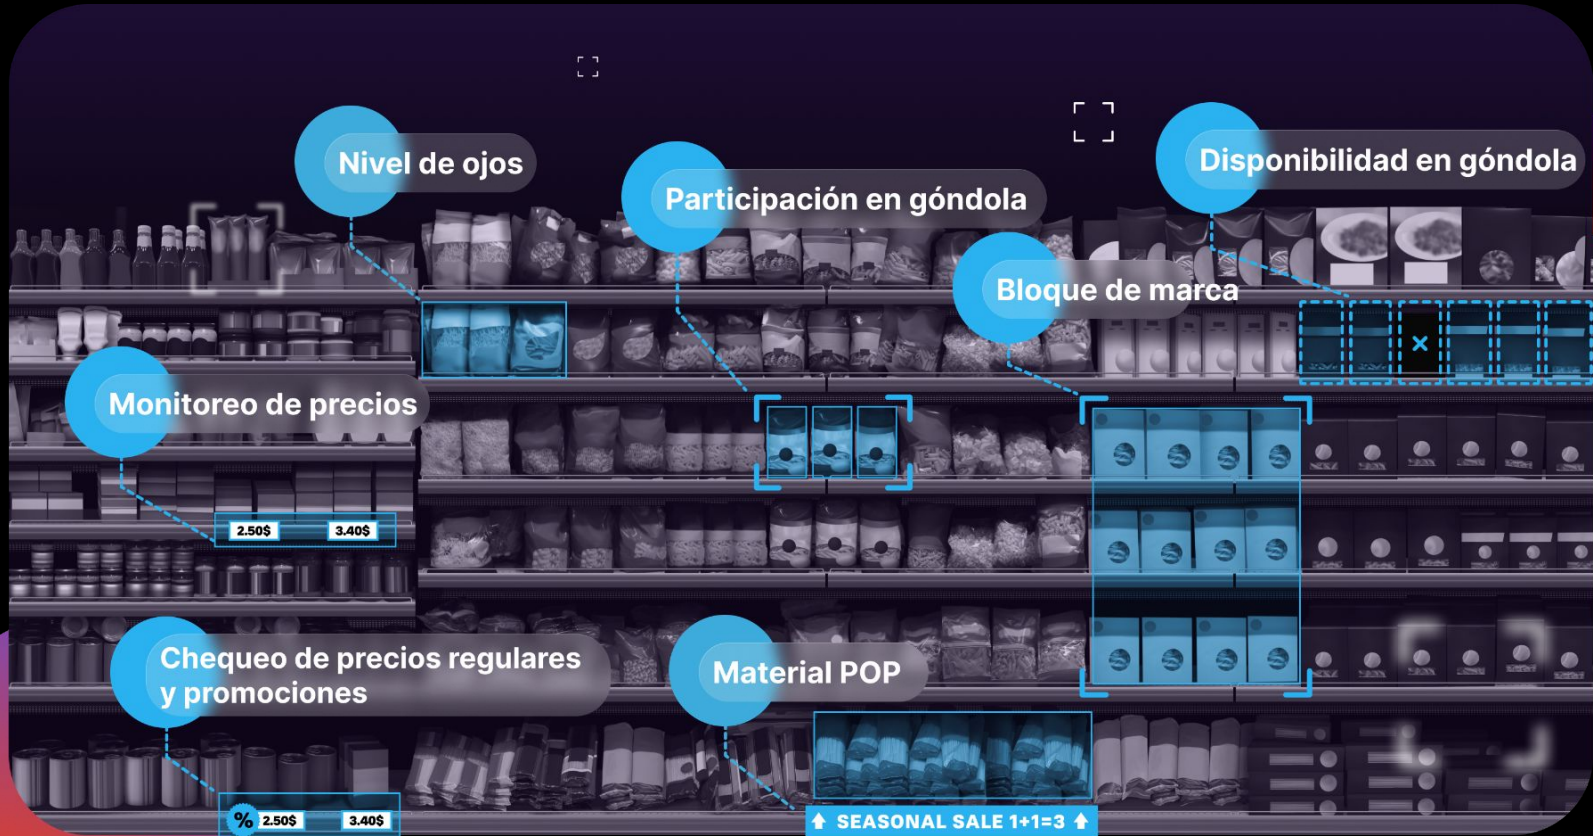 Nivel de ojos
Disponibilidad en góndola
Participación en góndola
Bloque de marca
Monitoreo de precios
2.50$ 3.40$
Chequeo de precios regulares
y promociones
Material POP
% 2.50$ 3.40$
SEASONAL SALE 1+1=3